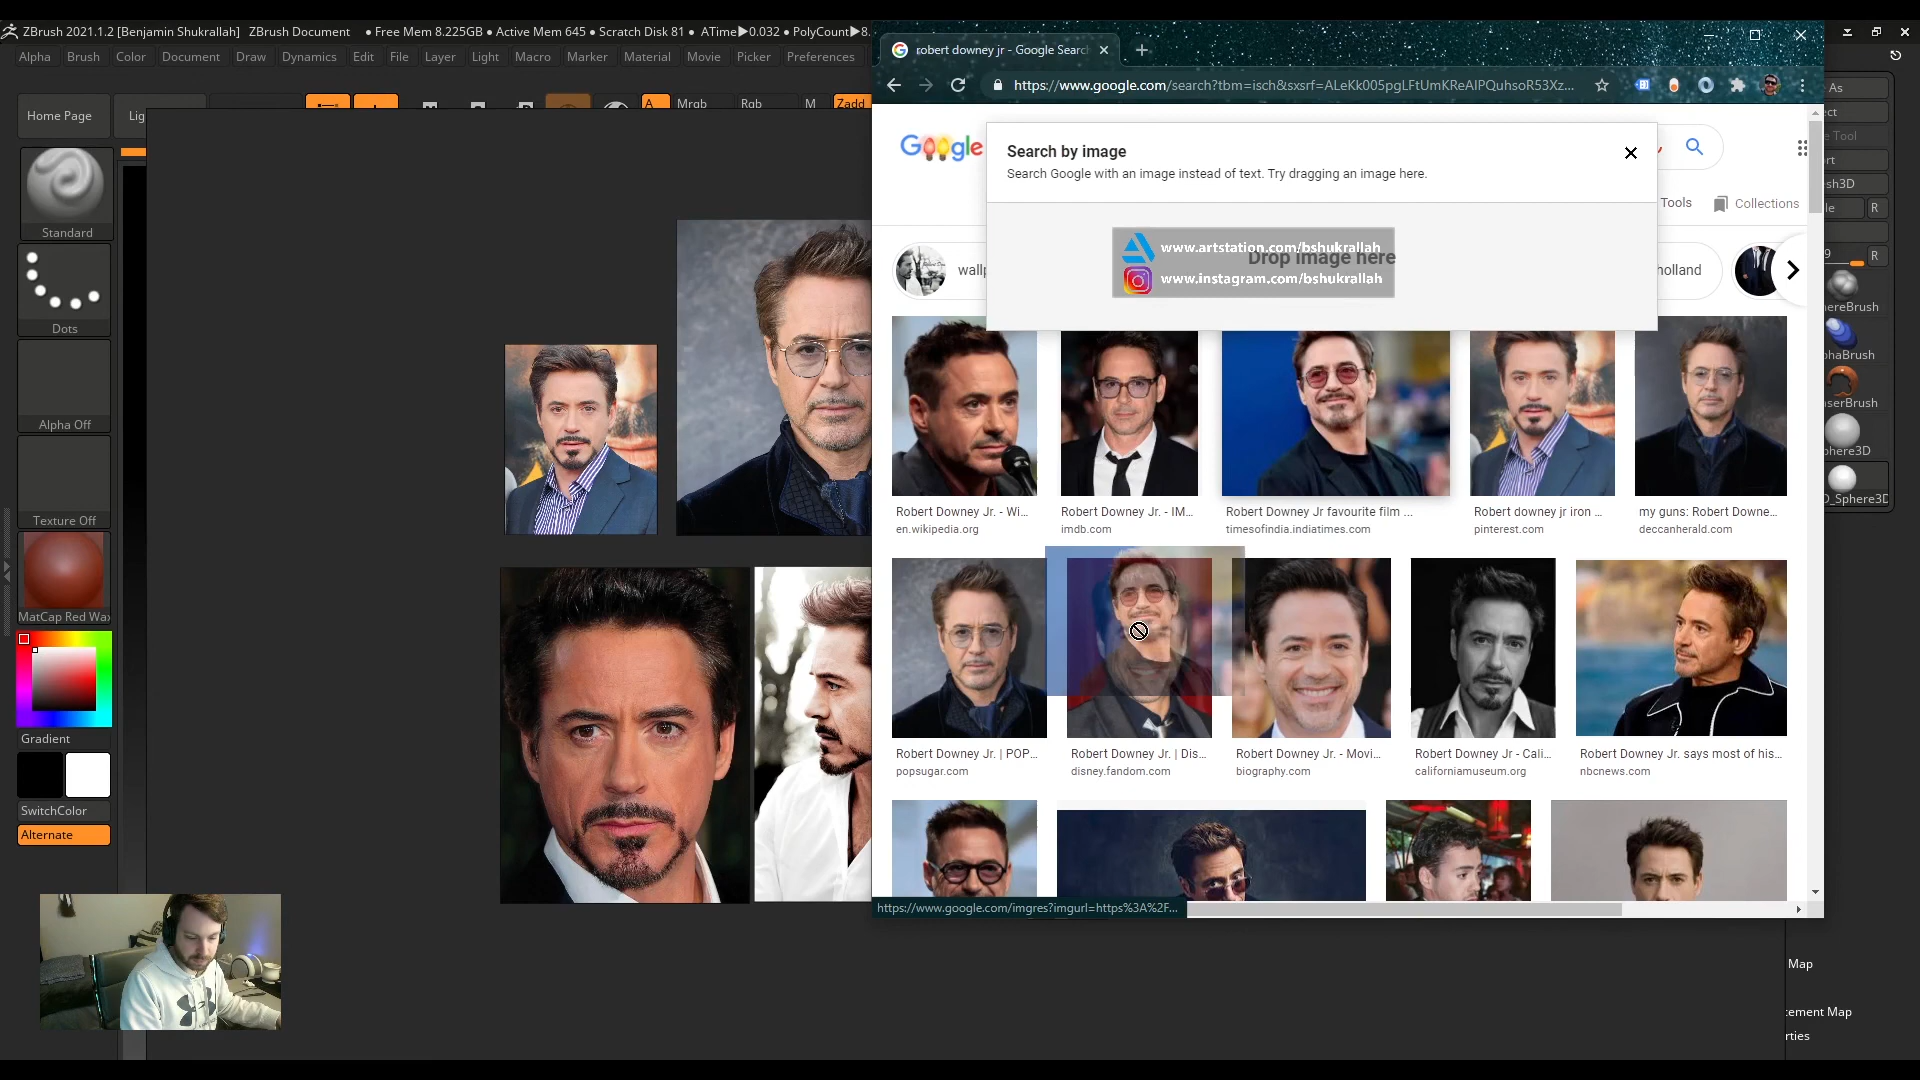 ZBrush 2021.1.2 [Benjamin Shukrallah] ZBrush Document ● Free Mem 8.225GB ● Active Mem 645 ● Scratch Disk 81 ● ATime▶0.032 ● PolyCount▶8.
Alpha Brush Color Document Draw Dynamics Edit File Layer Light Macro Marker Material Movie Picker Preferences
Home Page
A Mrgb Rgb M Zadd
Standard
Dots
Alpha Off
Texture Off
MatCap Red Wax
Gradient
SwitchColor
Alternate
robert downey jr - Google Searc
https://www.google.com/search?tbm=isch&sxsrf=ALeKk005pgLFtUmKReAIPQuhsoR53Xz...
Google
Search by image
Search Google with an image instead of text. Try dragging an image here.
Tools Collections
www.artstation.com/bshukrallah
Drop image here
www.instagram.com/bshukrallah
Robert Downey Jr. - Wi...
en.wikipedia.org
Robert Downey Jr. - IM...
imdb.com
Robert Downey Jr favourite film ...
timesofindia.indiatimes.com
Robert downey jr iron ...
pinterest.com
my guns: Robert Downe...
deccanherald.com
Robert Downey Jr. | POP...
popsugar.com
Robert Downey Jr. | Dis...
disney.fandom.com
Robert Downey Jr. - Movi...
biography.com
Robert Downey Jr - Cali...
californiamuseum.org
Robert Downey Jr. says most of his...
nbcnews.com
https://www.google.com/imgres?imgurl=https%3A%2F...
As
R
R
Map